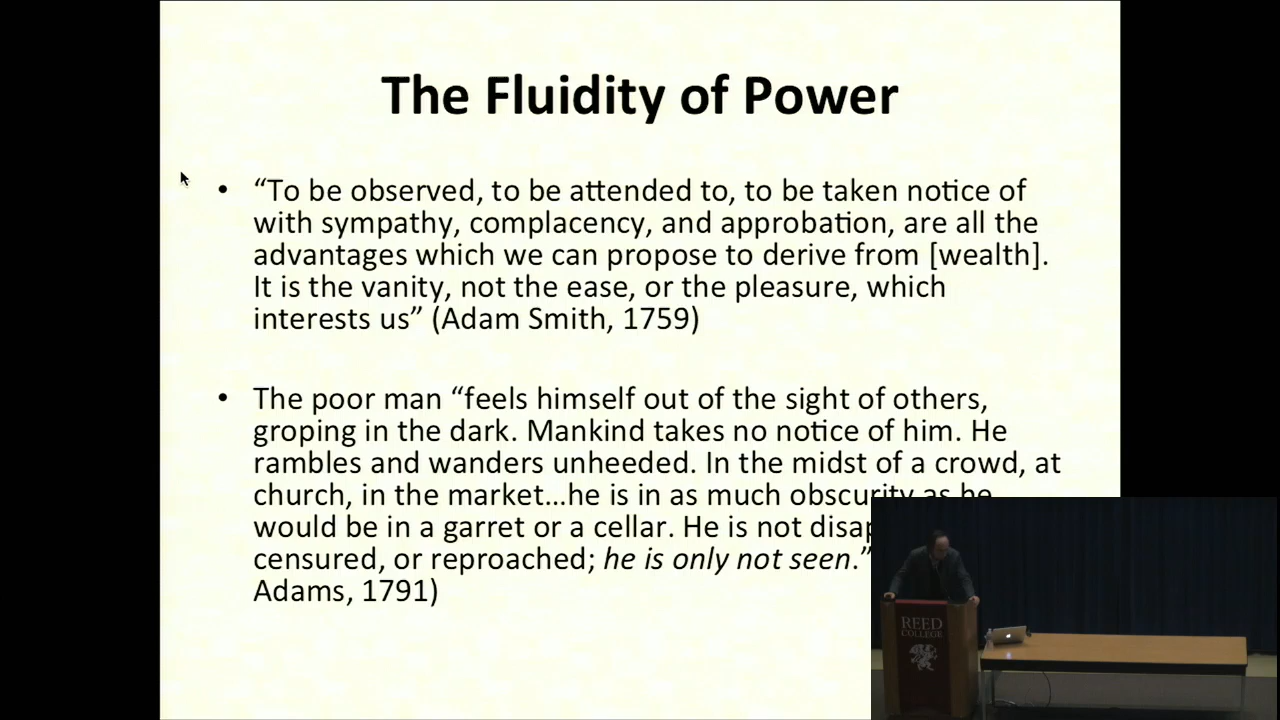 The Fluidity of Power
• “To be observed, to be attended to, to be taken notice of
with sympathy, complacency, and approbation, are all the
advantages which we can propose to derive from [wealth].
It is the vanity, not the ease, or the pleasure, which
interests us” (Adam Smith, 1759)
• The poor man “feels himself out of the sight of others,
groping in the dark. Mankind takes no notice of him. He
rambles and wanders unheeded. In the midst of a crowd, at
church, in the market…he is in as much obscurity as he
would be in a garret or a cellar. He is not
censured, or reproached; he is only not seen.”
Adams, 1791)
REED
COLLEGE